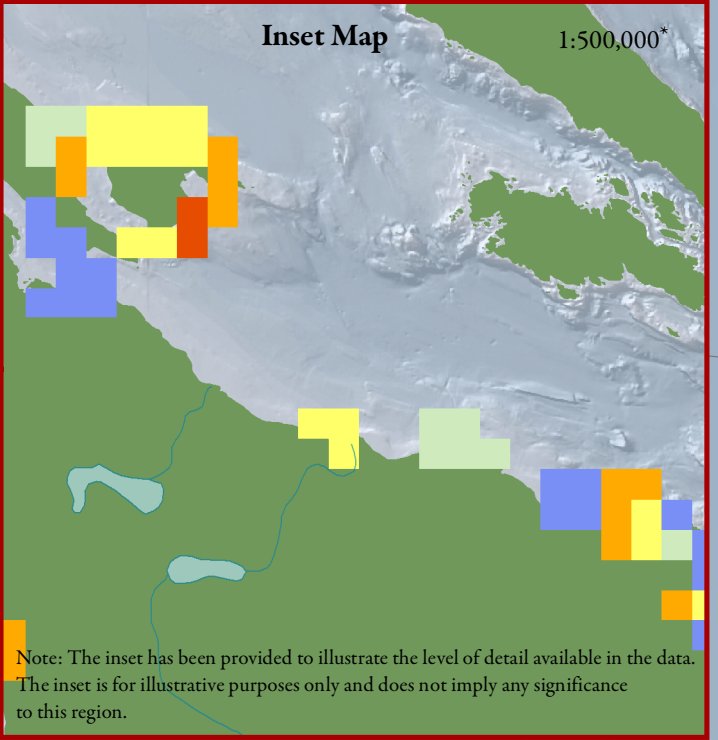 Inset Map
1:500,000*
Note: The inset has been provided to illustrate the level of detail available in the data.
The inset is for illustrative purposes only and does not imply any significance
to this region.